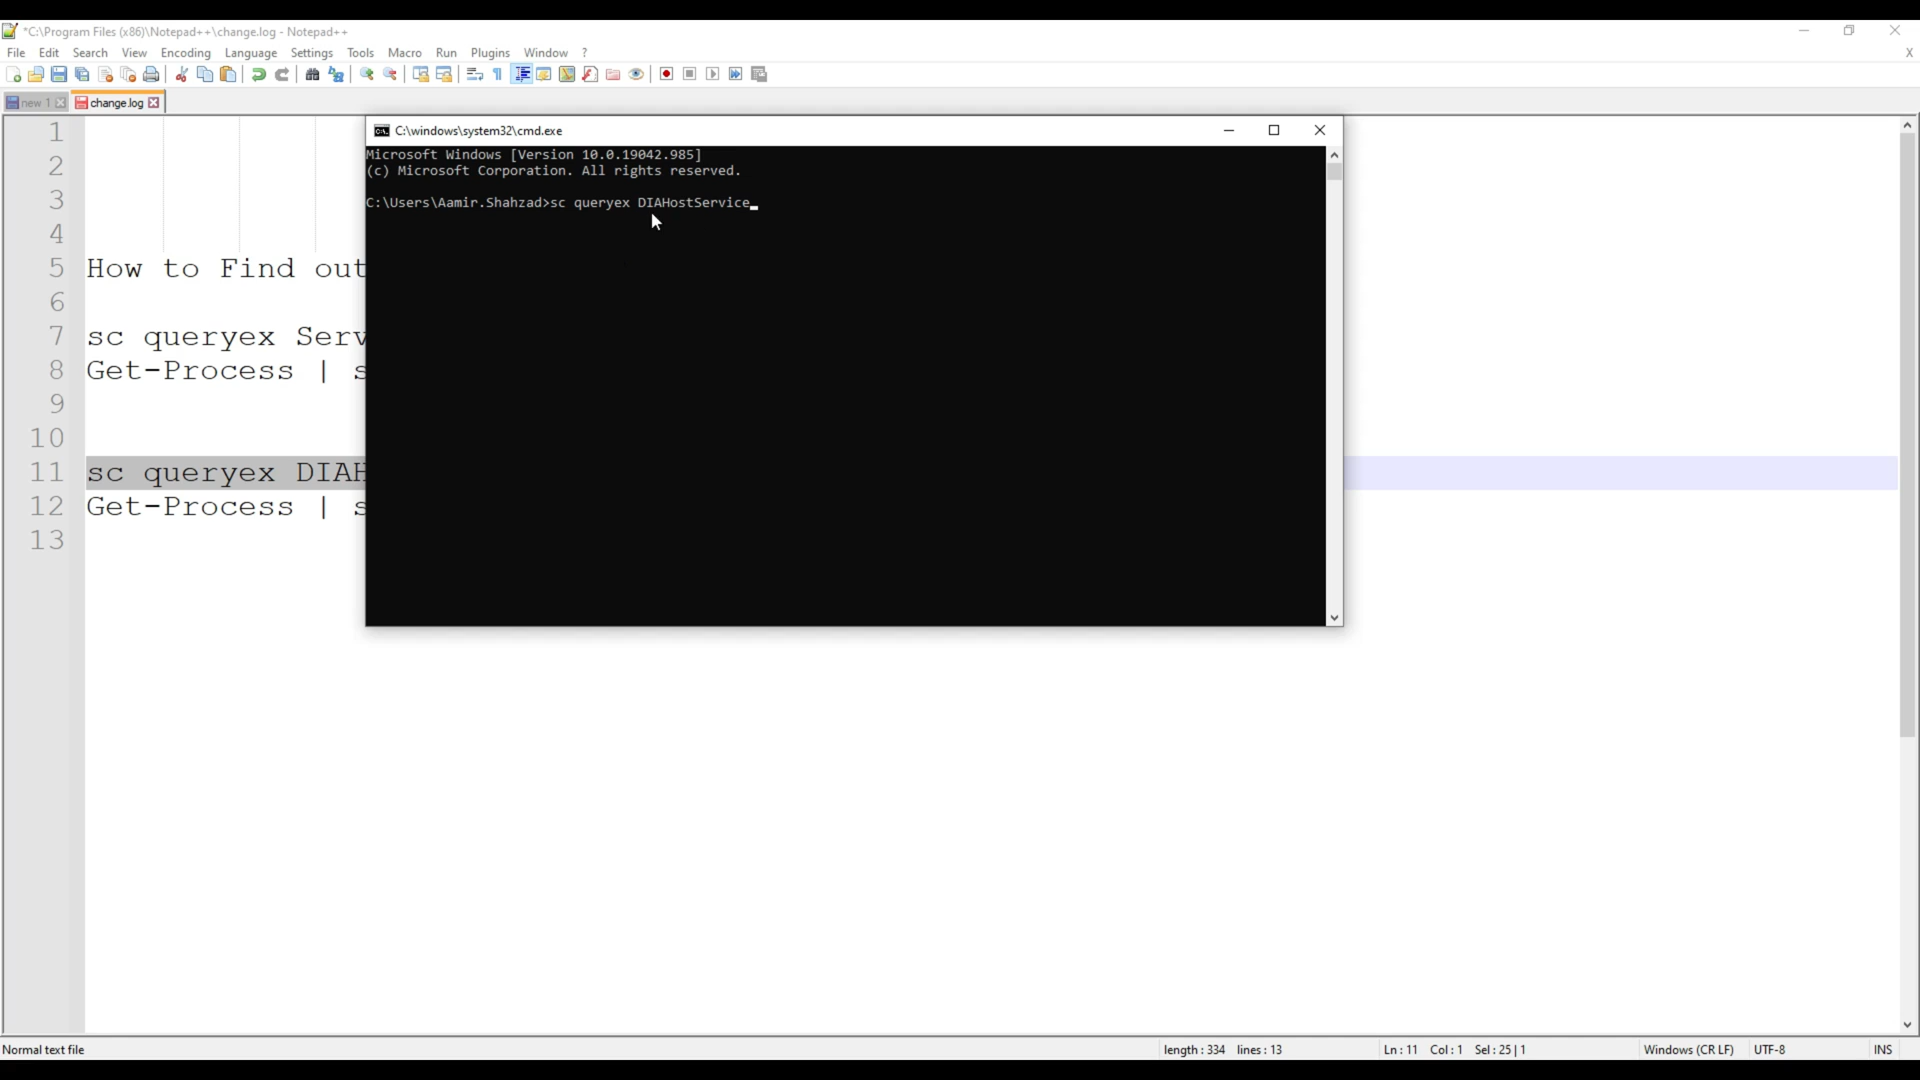 *C:\Program Files (x86)\Notepad++\change.log - Notepad++
File Edit Search View Encoding Language Settings Tools Macro Run Plugins Window ? X
new 1 change.log
C:\windows\system32\cmd.exe
Microsoft Windows [Version 10.0.19042.985]
(c) Microsoft Corporation. All rights reserved.
C:\Users\Aamir.Shahzad>sc queryex DIAHostService
1
2
3
4
5 How to Find out
6
7 sc queryex Serv
8 Get-Process | s
9
10
11 sc queryex DIAH
12 Get-Process | s
13
Normal text file length : 334 lines : 13 Ln : 11 Col : 1 Sel : 25 | 1 Windows (CR LF) UTF-8 INS